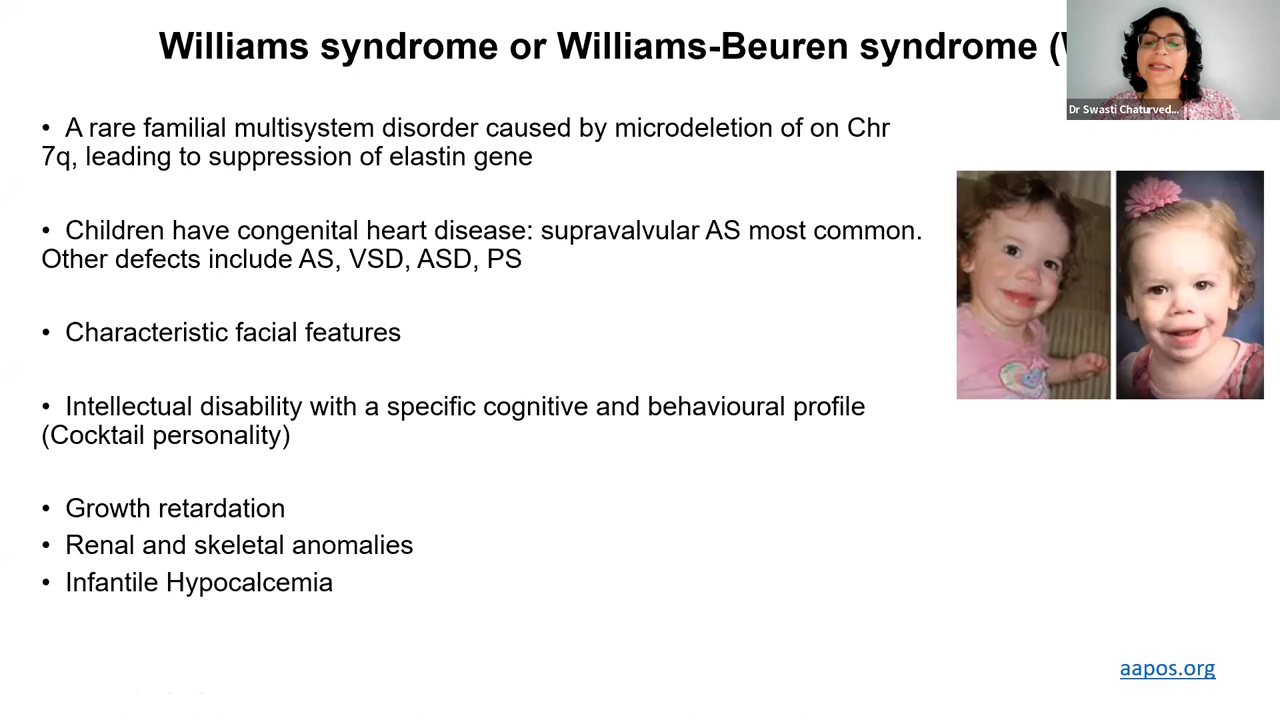 Williams syndrome or Williams-Beuren syndrome (
Dr Swasti Chaturved...
• A rare familial multisystem disorder caused by microdeletion of on Chr
7q, leading to suppression of elastin gene
• Children have congenital heart disease: supravalvular AS most common.
Other defects include AS, VSD, ASD, PS
• Characteristic facial features
• Intellectual disability with a specific cognitive and behavioural profile
(Cocktail personality)
• Growth retardation
• Renal and skeletal anomalies
• Infantile Hypocalcemia
aapos.org